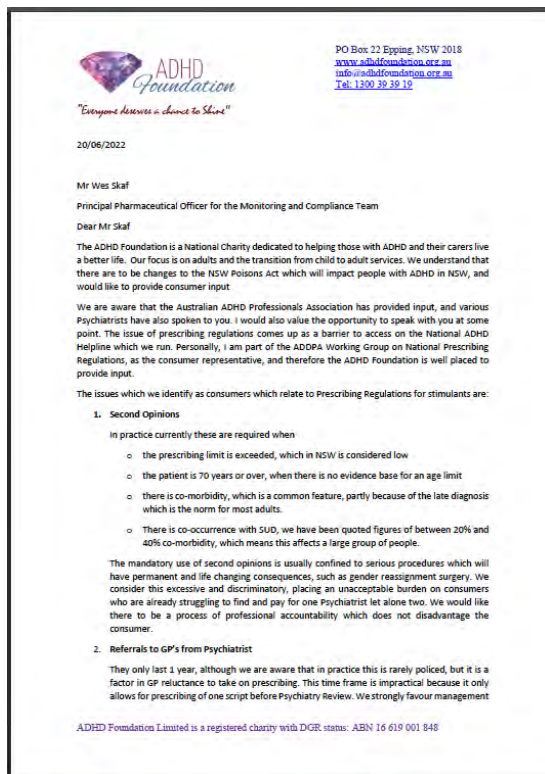 ADHD
Foundation
"Everyone deserves a chance to Shine"
PO Box 22 Epping, NSW 2018
www.adhdfoundation.org.au
info@adhdfoundation.org.au
Tel: 1300 39 39 19
20/06/2022
Mr Wes Skaf
Principal Pharmaceutical Officer for the Monitoring and Compliance Team
Dear Mr Skaf
The ADHD Foundation is a National Charity dedicated to helping those with ADHD and their carers live
a better life. Our focus is on adults and the transition from child to adult services. We understand
that there are to be changes to the NSW Poisons Act which will impact people with ADHD in NSW, and
would like to provide consumer input
We are aware that the Australian ADHD Professionals Association has provided input, and various
Psychiatrists have also spoken to you. I would also value the opportunity to speak with you at some
point. The issue of prescribing regulations comes up as a barrier to access on the National ADHD
Helpline which we run. Personally, I am part of the ADDPA Working Group on National Prescribing
Regulations, as the consumer representative, and therefore the ADHD Foundation is well placed to
provide input.
The issues which we identify as consumers which relate to Prescribing Regulations for stimulants are:
1. Second Opinions
In practice currently these are required when
o the prescribing limit is exceeded, which in NSW is considered low
o the patient is 70 years or over, when there is no evidence base for an age limit
o there is co-morbidity, which is a common feature, partly because of the late diagnosis
which is the norm for most adults.
o There is co-occurrence with SUD, we have been quoted figures of between 20% and
40% co-morbidity, which means this affects a large group of people.
The mandatory use of second opinions is usually confined to serious procedures which will
have permanent and life changing consequences, such as gender reassignment surgery. We
consider this excessive and discriminatory, placing an unacceptable burden on consumers
who are already struggling to find and pay for one Psychiatrist let alone two. We would like
there to be a process of professional accountability which does not disadvantage the
consumer.
2. Referrals to GP's from Psychiatrist
They only last 1 year, although we are aware that in practice this is rarely policed, but it is a
factor in GP reluctance to take on prescribing. This time frame is impractical because it only
allows for prescribing of one script before Psychiatry Review. We strongly favour management
ADHD Foundation Limited is a registered charity with DGR status: ABN 16 619 001 848